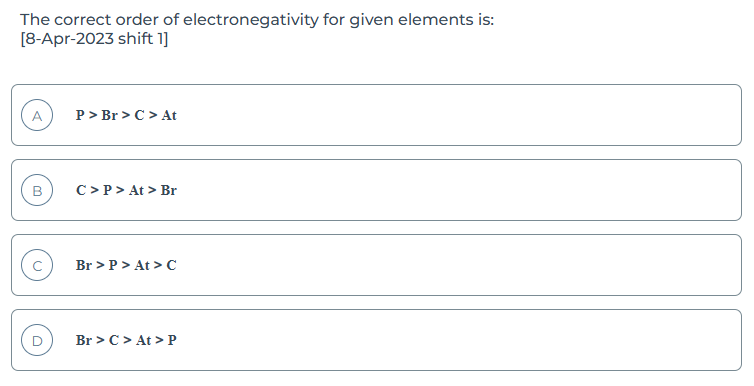 The correct order of electronegativity for given elements is:
[8-Apr-2023 shift 1]
A P > Br > C > At
B C > P > At > Br
C Br > P > At > C
D Br > C > At > P